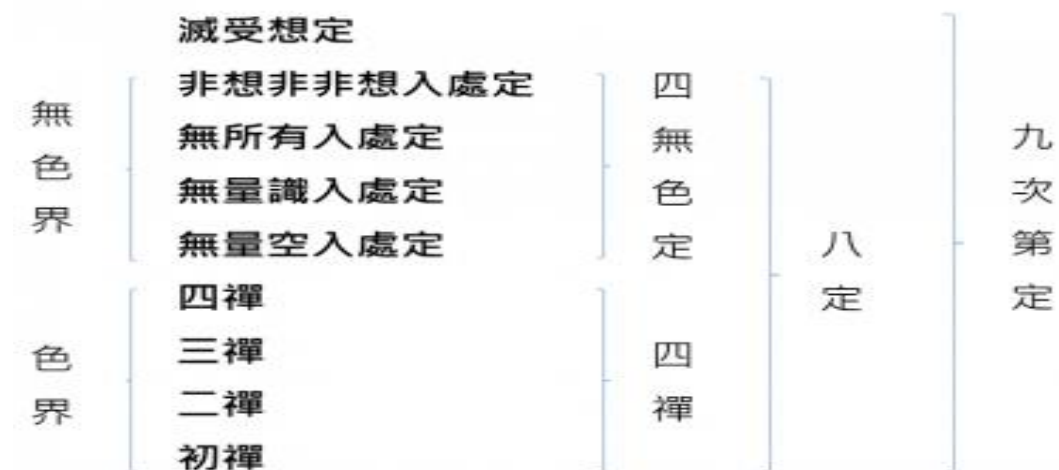 滅受想定
非想非非想入處定
無所有入處定
無量識入處定
無量空入處定
四禪
三禪
二禪
初禪
無色界
色界
四無色定
四禪
八定
九次第定